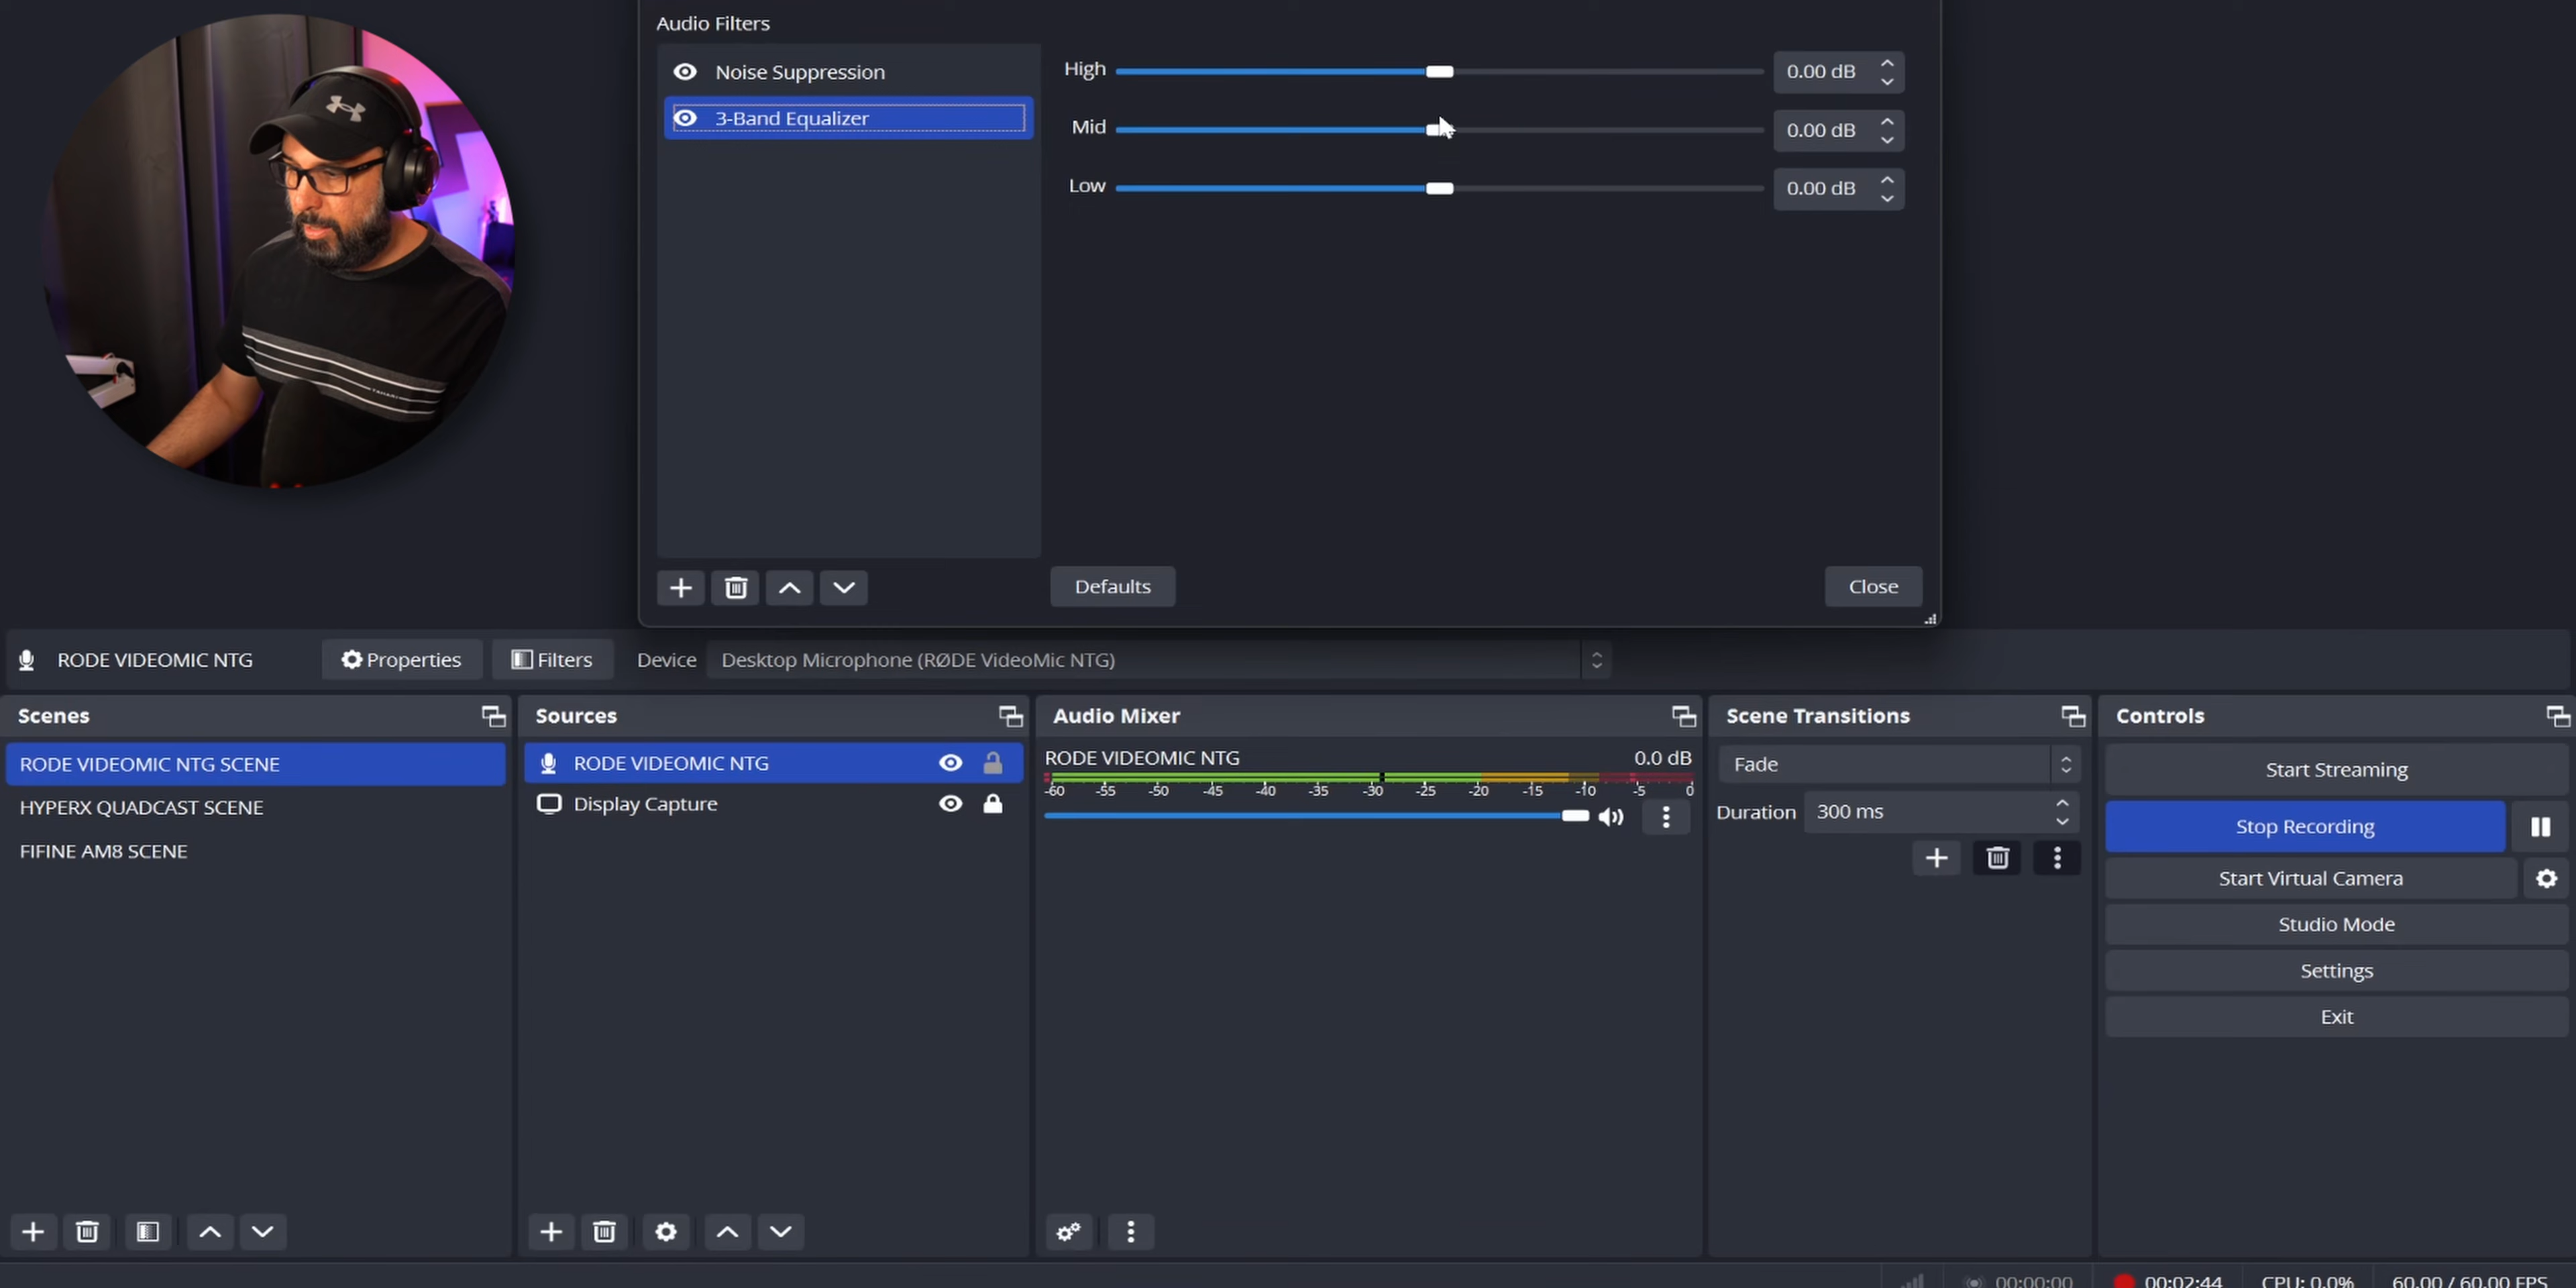 Audio Filters
Noise Suppression
3-Band Equalizer
High 0.00 dB
Mid 0.00 dB
Low 0.00 dB
Defaults
Close
RODE VIDEOMIC NTG Properties Filters Device Desktop Microphone (RØDE VideoMic NTG)
Scenes
RODE VIDEOMIC NTG SCENE
HYPERX QUADCAST SCENE
FIFINE AM8 SCENE
Sources
RODE VIDEOMIC NTG
Display Capture
Audio Mixer
RODE VIDEOMIC NTG 0.0 dB
-60 -55 -50 -45 -40 -35 -30 -25 -20 -15 -10 -5 0
Scene Transitions
Fade
Duration 300 ms
Controls
Start Streaming
Stop Recording
Start Virtual Camera
Studio Mode
Settings
Exit
00:00:00 00:02:44 CPU: 0.0% 60.00 / 60.00 FPS